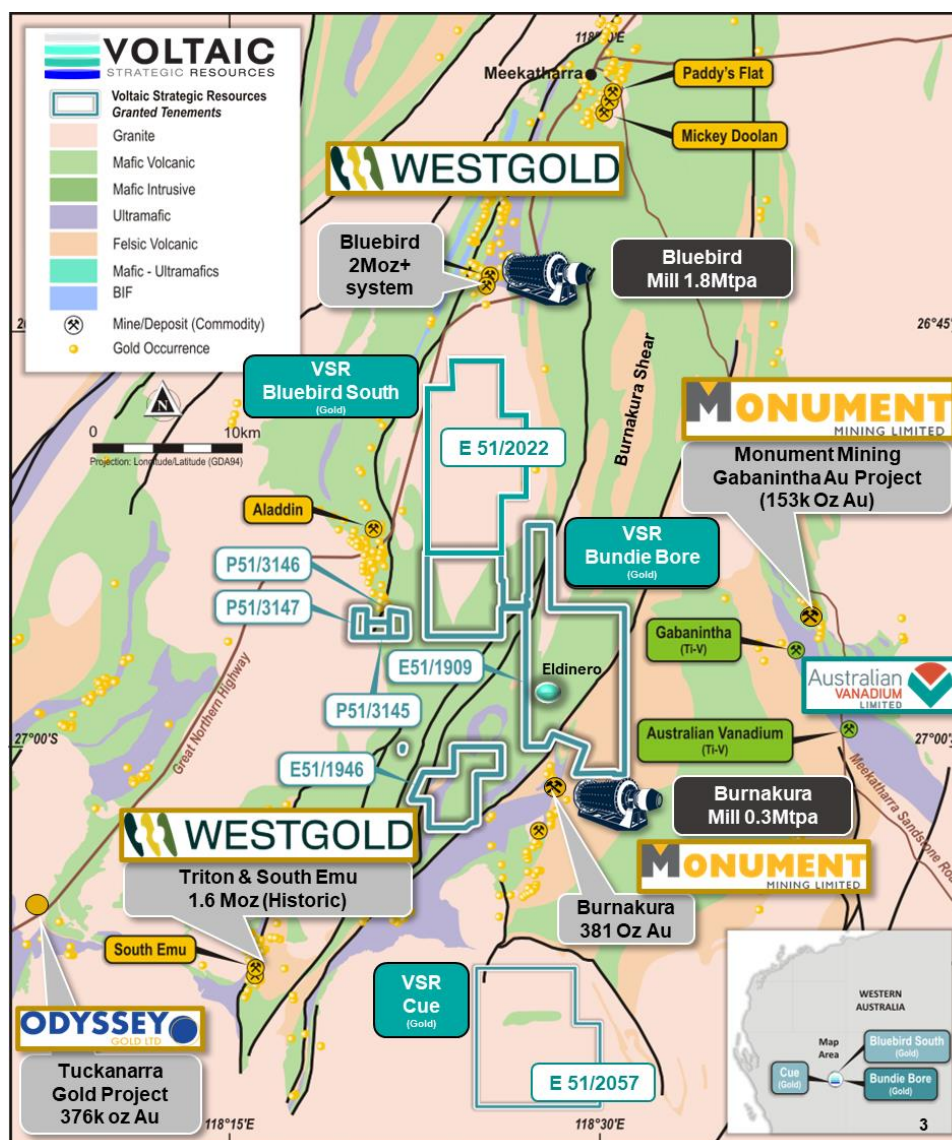 VOLTAIC
STRATEGIC RESOURCES
Voltaic Strategic Resources
Granted Tenements
Granite
Mafic Volcanic
Mafic Intrusive
Ultramafic
Felsic Volcanic
Mafic - Ultramafics
BIF
Mine/Deposit (Commodity)
Gold Occurrence
N
0 10km
Projection: Longitude/Latitude (GDA94)
Meekatharra
Paddy's Flat
Mickey Doolan
WESTGOLD
Bluebird
2Moz+
system
Bluebird
Mill 1.8Mtpa
26°45'
VSR
Bluebird South
(Gold)
Burnakura Shear
MONUMENT
MINING LIMITED
Monument Mining
Gabanintha Au Project
(153k Oz Au)
E 51/2022
Aladdin
VSR
Bundie Bore
(Gold)
P51/3146
P51/3147
E51/1909
Eldinero
Gabanintha
(Ti-V)
Australian
VANADIUM
LIMITED
P51/3145
Great Northern Highway
27°00'S
Australian Vanadium
(Ti-V)
27°00'S
E51/1946
Meekatharra Sandstone Road
Burnakura
Mill 0.3Mtpa
WESTGOLD
MONUMENT
MINING LIMITED
Triton & South Emu
1.6 Moz (Historic)
Burnakura
381 Oz Au
South Emu
VSR
Cue
(Gold)
ODYSSEY
GOLD LTD
Tuckanarra
Gold Project
376k oz Au
E 51/2057
WESTERN
AUSTRALIA
Map
Area
Bluebird South
(Gold)
Cue
(Gold)
Bundie Bore
(Gold)
118°15'E
118°30'E
3